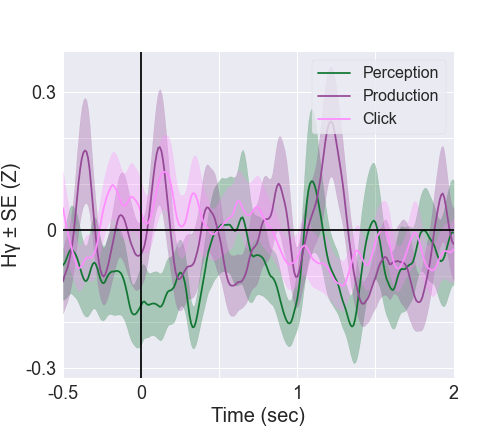 Perception
Production
Click
Hγ ± SE (Z)
0.3
0
-0.3
-0.5
0
1
2
Time (sec)